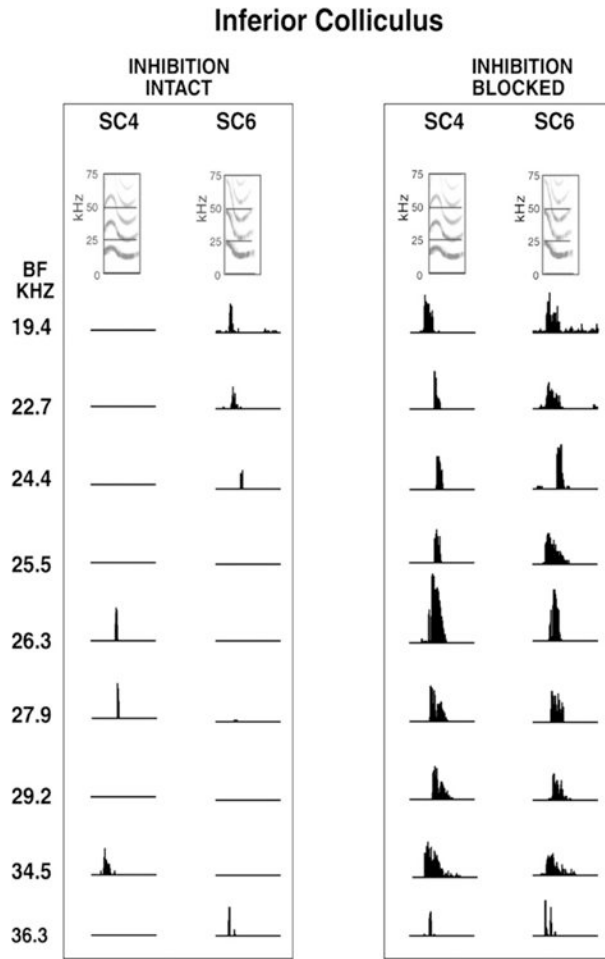 Inferior Colliculus
INHIBITION
INTACT
INHIBITION
BLOCKED
SC4 SC6 SC4 SC6
75 75 75 75
kHz kHz kHz kHz
50 50 50 50
25 25 25 25
0 0 0 0
BF
KHZ
19.4
22.7
24.4
25.5
26.3
27.9
29.2
34.5
36.3